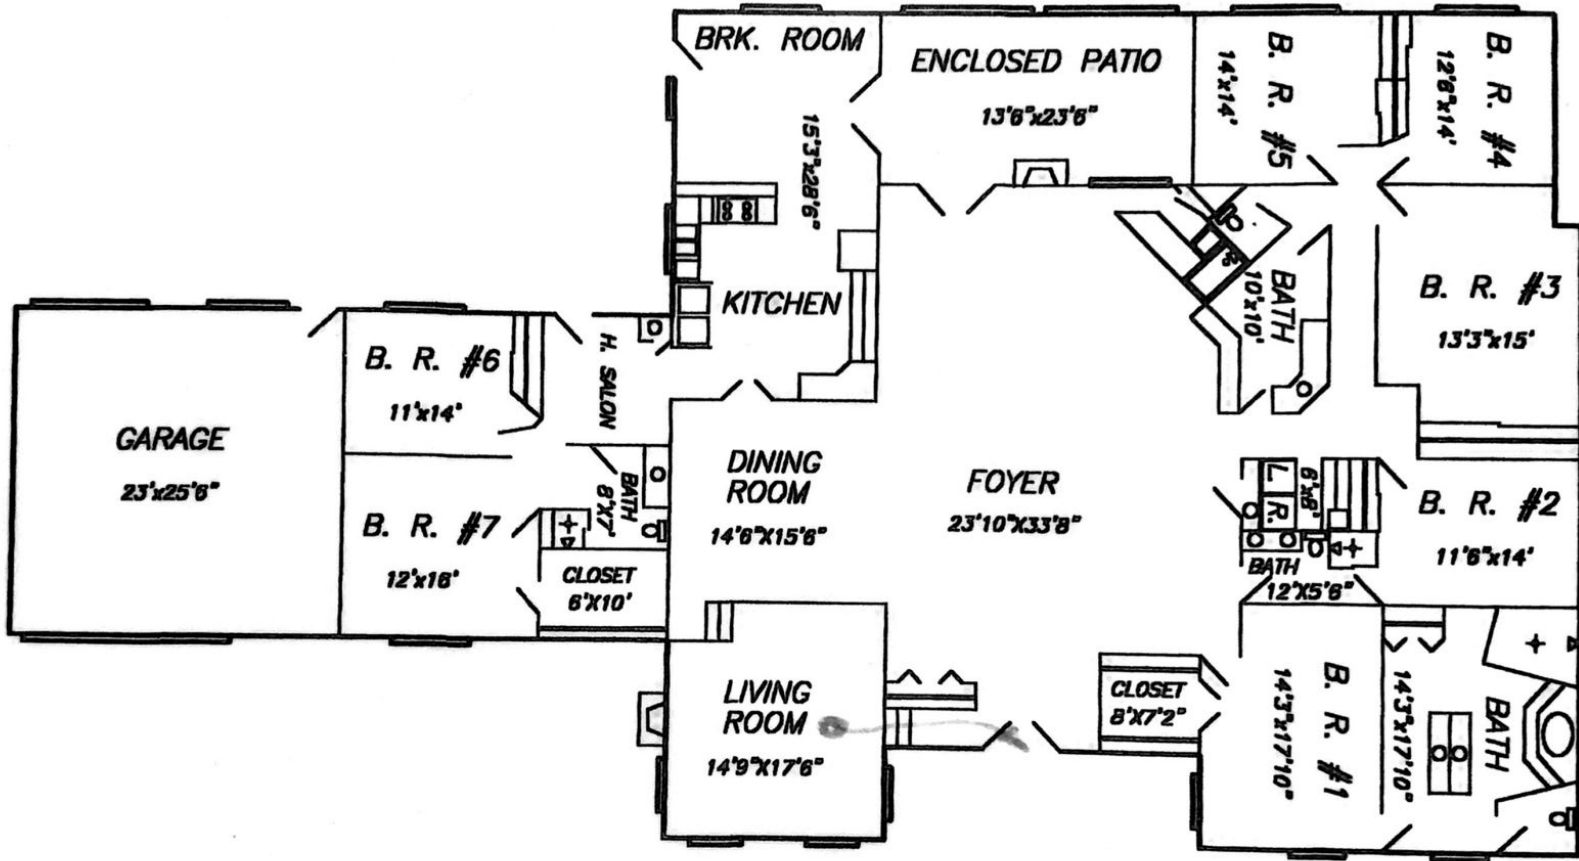 BRK. ROOM
15'3"x28'6"
ENCLOSED PATIO
13'6"x23'6"
B. R. #5
14'x14'
B. R. #4
12'6"x14'
KITCHEN
BATH
10'x10'
B. R. #3
13'3"x15'
GARAGE
23'x25'6"
B. R. #6
11'x14'
H. SALON
B. R. #7
12'x16'
BATH
8'X7'
CLOSET
6'X10'
DINING
ROOM
14'6"X15'6"
FOYER
23'10"X33'8"
L. R.
B. R. #2
11'6"x14'
BATH
12'X5'6"
LIVING
ROOM
14'9"X17'6"
CLOSET
8'X7'2"
B. R. #1
14'3"x17'10"
BATH
14'3"x17'10"